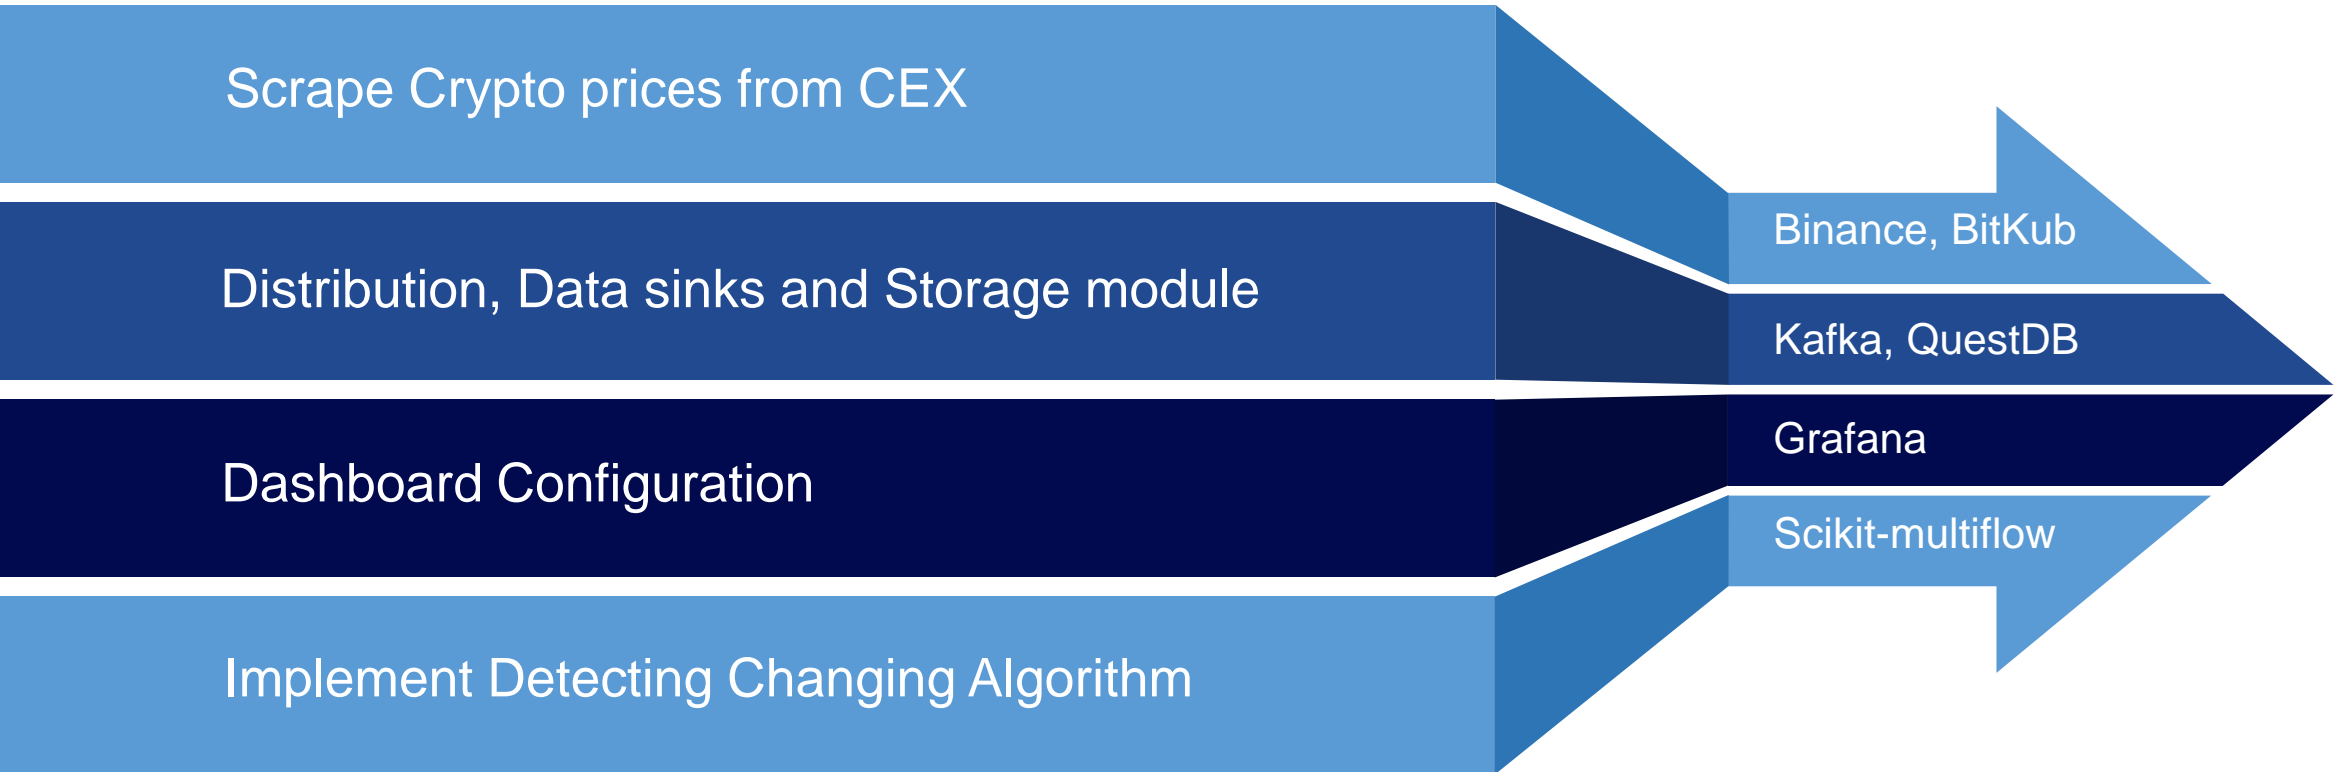 Scrape Crypto prices from CEX
Binance, BitKub
Distribution, Data sinks and Storage module
Kafka, QuestDB
Dashboard Configuration
Grafana
Implement Detecting Changing Algorithm
Scikit-multiflow